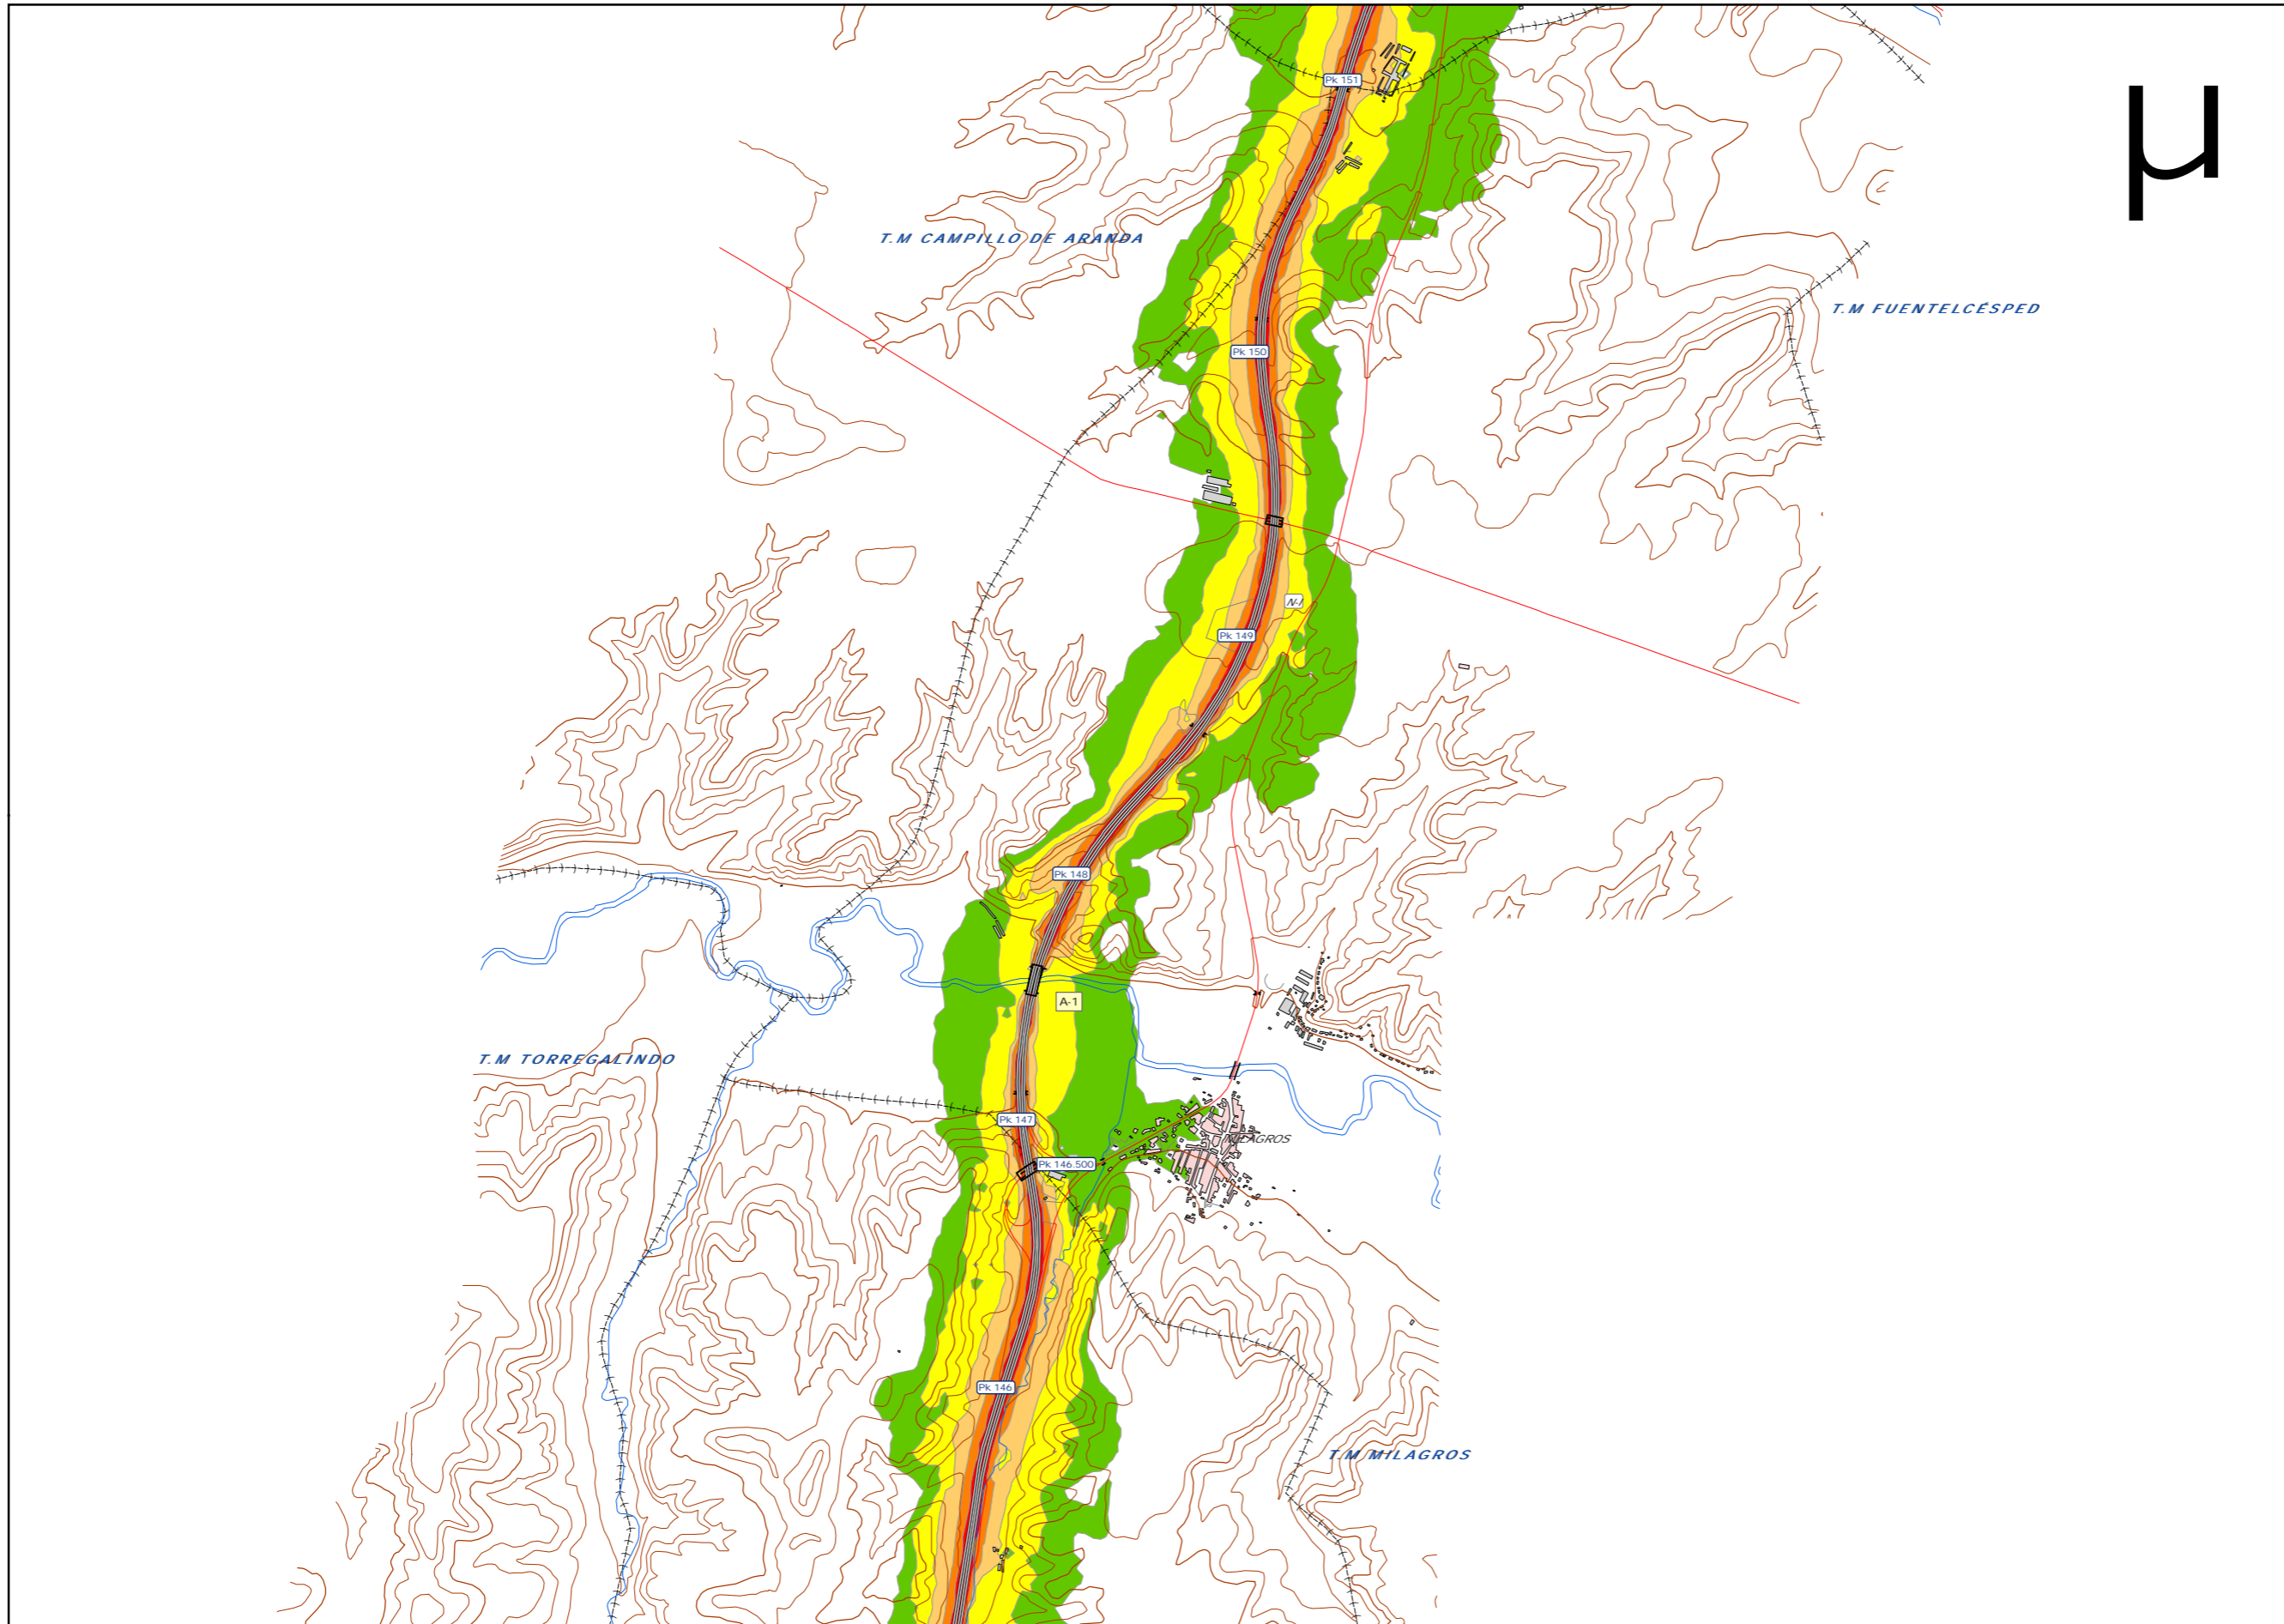 Pk 151
µ
T.M CAMPILLO DE ARANDA
T.M FUENTELCÉSPED
Pk 150
N-I
Pk 149
Pk 148
A-1
T.M TORREGALINDO
Pk 147
MILAGROS
Pk 146.500
Pk 146
T.M MILAGROS